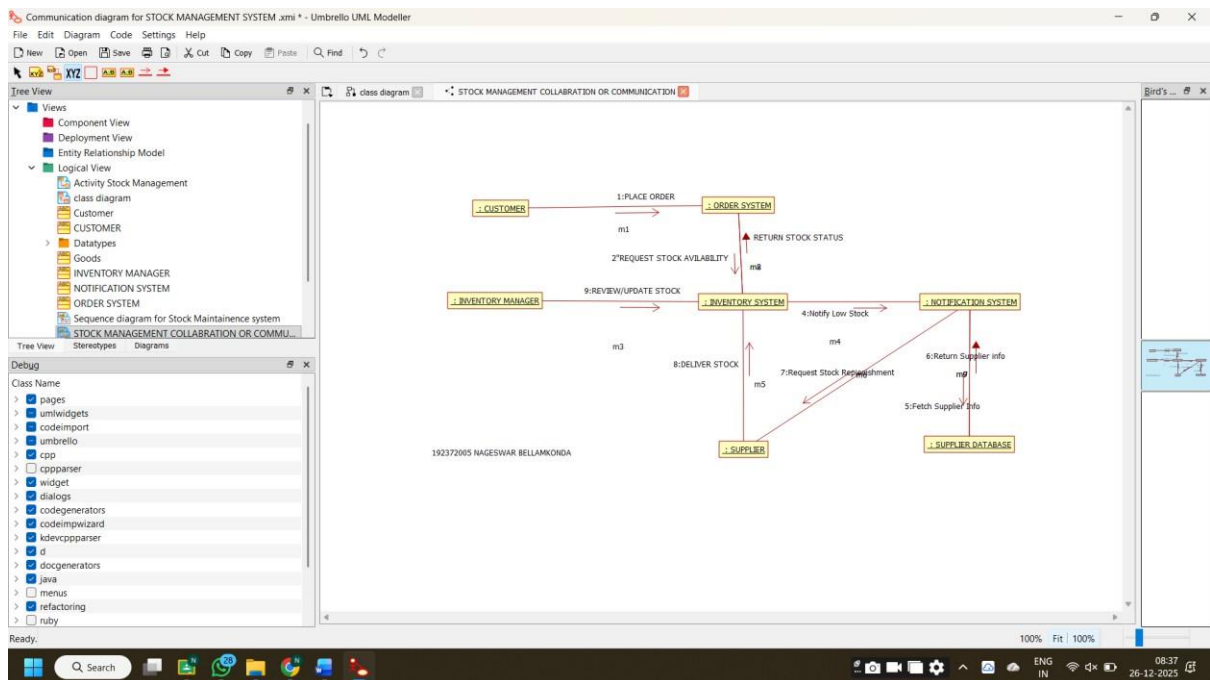 Communication diagram for STOCK MANAGEMENT SYSTEM .xmi * - Umbrello UML Modeller
File Edit Diagram Code Settings Help
New Open Save Cut Copy Paste Find
XYZ XYZ A:B A:B
Tree View
class diagram STOCK MANAGEMENT COLLABRATION OR COMMUNICATION
Bird's ...
Views
Component View
Deployment View
Entity Relationship Model
Logical View
Activity Stock Management
class diagram
Customer
CUSTOMER
Datatypes
Goods
INVENTORY MANAGER
NOTIFICATION SYSTEM
ORDER SYSTEM
Sequence diagram for Stock Maintainence system
STOCK MANAGEMENT COLLABRATION OR COMMU...
Tree View Stereotypes Diagrams
Debug
Class Name
pages
umlwidgets
codeimport
umbrello
cpp
cppparser
widget
dialogs
codegenerators
codeimpwizard
kdevcppparser
d
docgenerators
java
menus
refactoring
ruby
1:PLACE ORDER
: CUSTOMER
: ORDER SYSTEM
m1
RETURN STOCK STATUS
2"REQUEST STOCK AVILABILITY
9:REVIEW/UPDATE STOCK
: INVENTORY MANAGER
: INVENTORY SYSTEM
: NOTIFICATION SYSTEM
4:Notify Low Stock
m3
m4
6:Return Supplier info
8:DELIVER STOCK
7:Request Stock Replenishment
m5
5:Fetch Supplier Info
: SUPPLIER DATABASE
: SUPPLIER
192372005 NAGESWAR BELLAMKONDA
Ready.
100% Fit 100%
Search
28
ENG
IN
08:37
26-12-2025